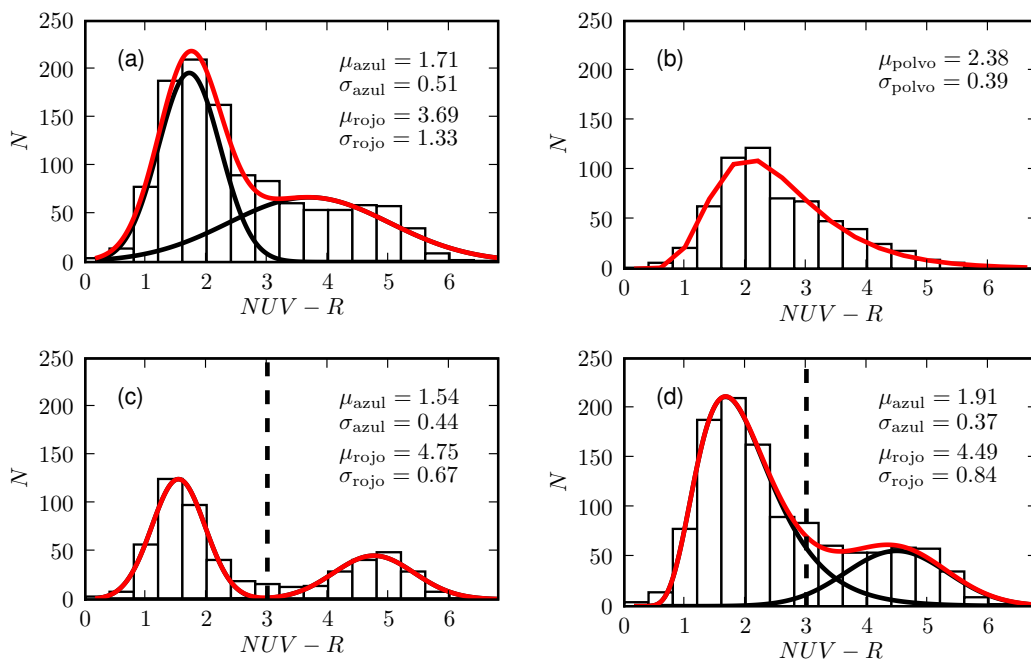 (a)
μazul = 1.71
σazul = 0.51
μrojo = 3.69
σrojo = 1.33
250
200
150
100
50
0
N
0 1 2 3 4 5 6
NUV − R
(b)
μpolvo = 2.38
σpolvo = 0.39
250
200
150
100
50
0
N
0 1 2 3 4 5 6
NUV − R
(c)
μazul = 1.54
σazul = 0.44
μrojo = 4.75
σrojo = 0.67
250
200
150
100
50
0
N
0 1 2 3 4 5 6
NUV − R
(d)
μazul = 1.91
σazul = 0.37
μrojo = 4.49
σrojo = 0.84
250
200
150
100
50
0
N
0 1 2 3 4 5 6
NUV − R